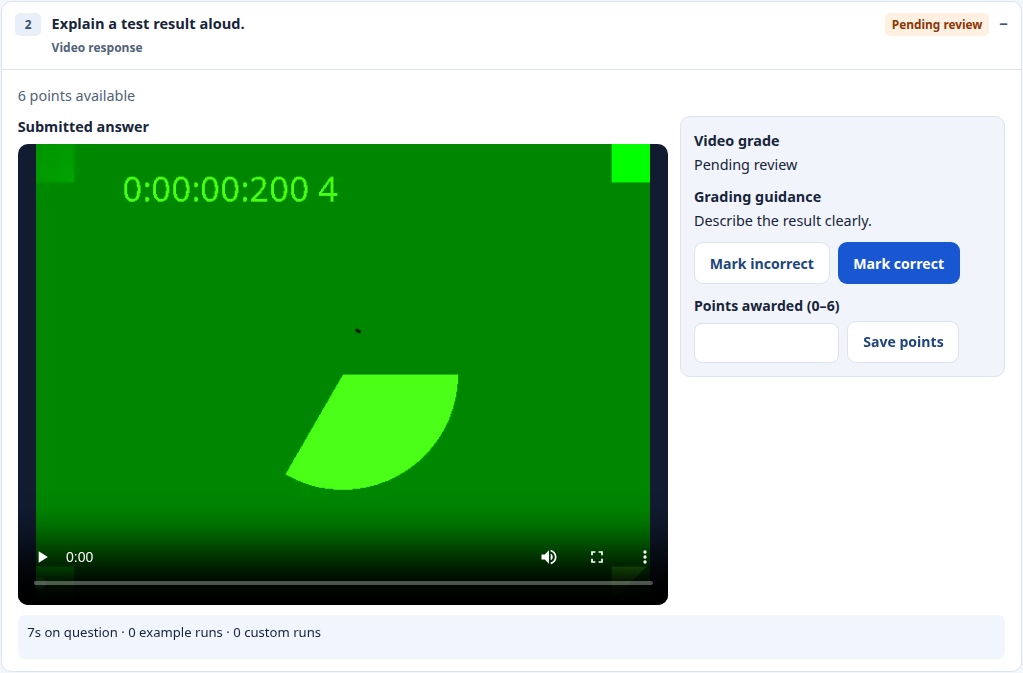 2
Explain a test result aloud.
Pending review
−
Video response
6 points available
Submitted answer
0:00:00:200 4
0:00
Video grade
Pending review
Grading guidance
Describe the result clearly.
Mark incorrect
Mark correct
Points awarded (0–6)
Save points
7s on question · 0 example runs · 0 custom runs